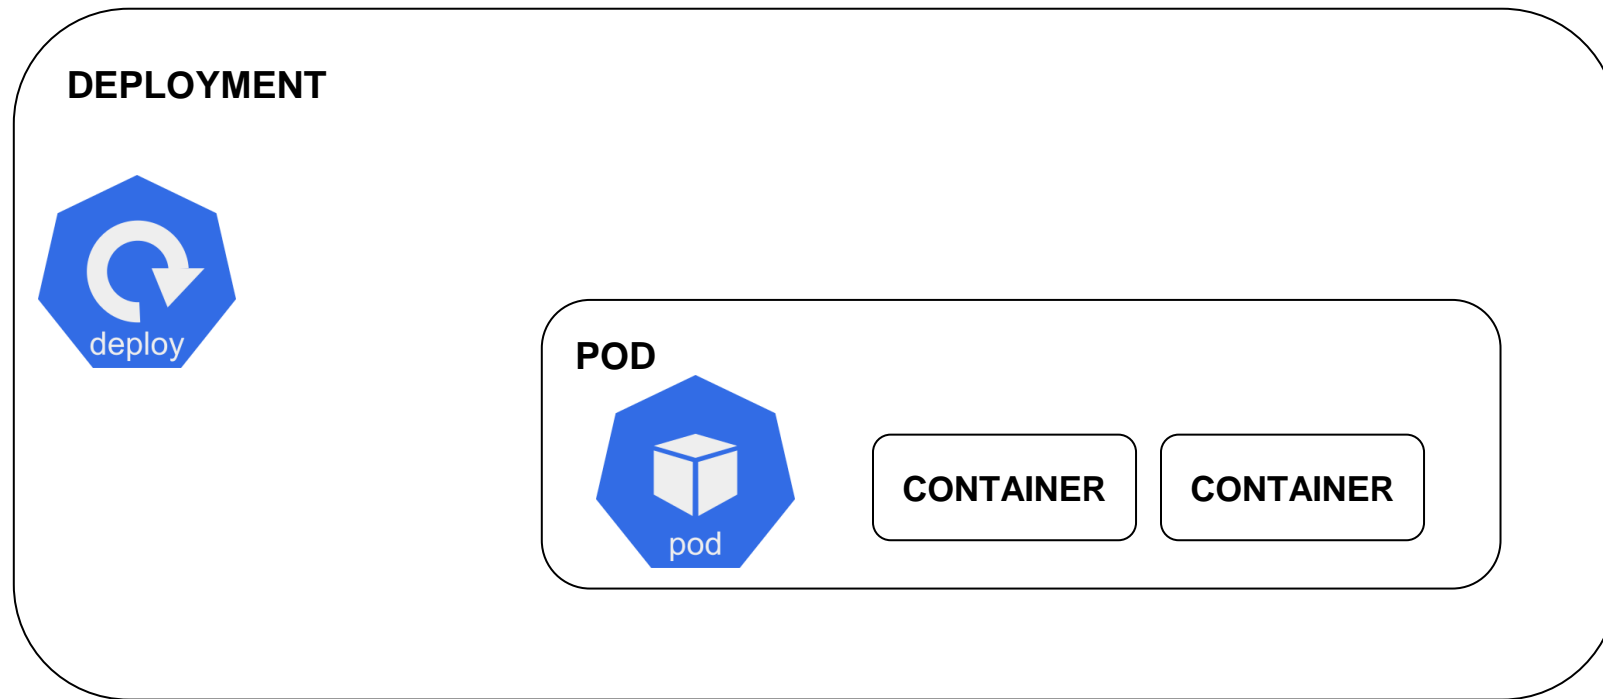 DEPLOYMENT
deploy
POD
pod
CONTAINER
CONTAINER